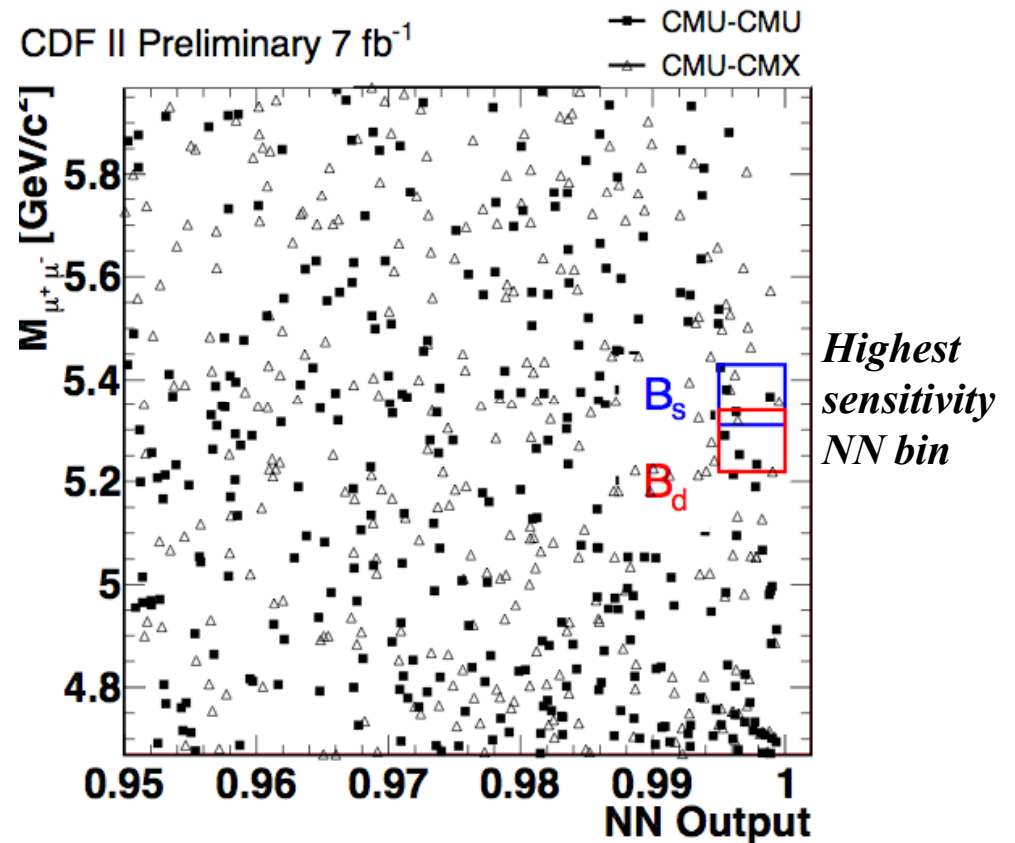 CDF II Preliminary 7 fb⁻¹
CMU-CMU
CMU-CMX
M μ⁺ μ⁻ [GeV/c²]
5.8
5.6
5.4
5.2
5
4.8
Bs
Bd
Highest
sensitivity
NN bin
0.95 0.96 0.97 0.98 0.99 1
NN Output